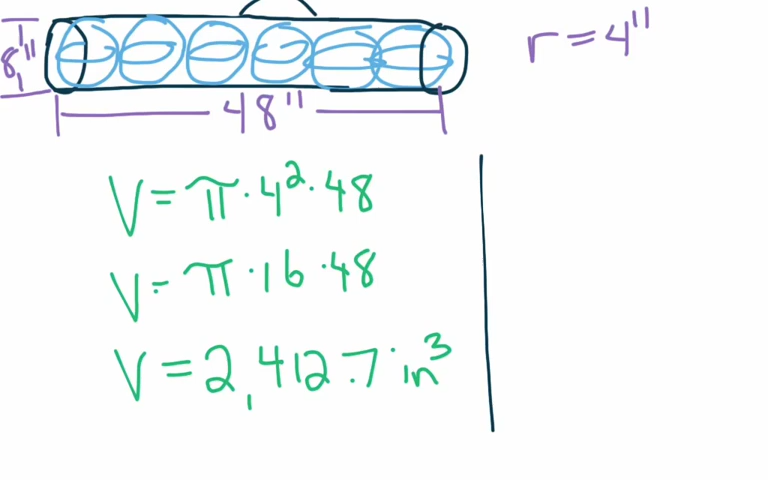 8"
r = 4"
48"
V = π · 4² · 48
V = π · 16 · 48
V = 2,412.7 in³